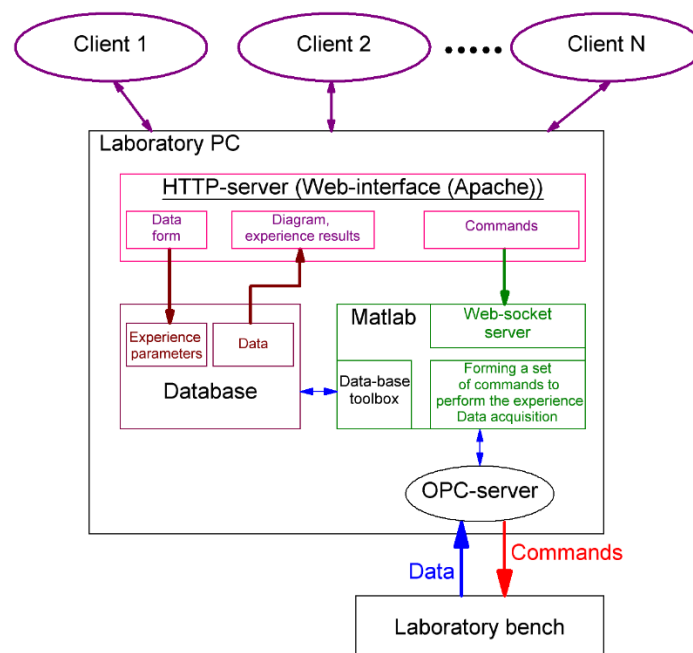 Client 1
Client 2
Client N
Laboratory PC
HTTP-server (Web-interface (Apache))
Data
form
Diagram,
experience results
Commands
Matlab
Web-socket
server
Experience
parameters
Data
Database
Data-base
toolbox
Forming a set
of commands to
perform the experience
Data acquisition
OPC-server
Data
Commands
Laboratory bench